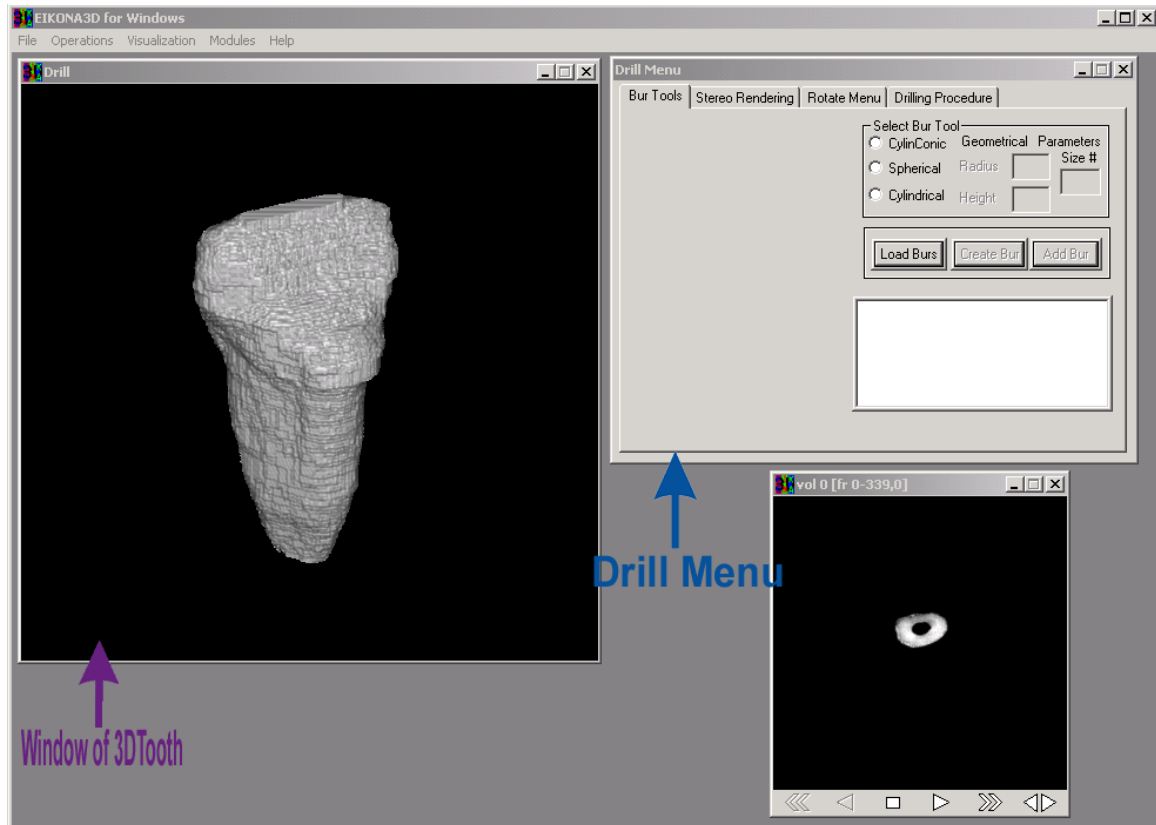 EIKONA3D for Windows
File Operations Visualization Modules Help
Drill
Drill Menu
Bur Tools Stereo Rendering Rotate Menu Drilling Procedure
Select Bur Tool
CylinConic Geometrical Parameters
Size #
Spherical Radius
Cylindrical Height
Load Burs Create Bur Add Bur
vol 0 [fr 0-339,0]
Drill Menu
Window of 3DTooth